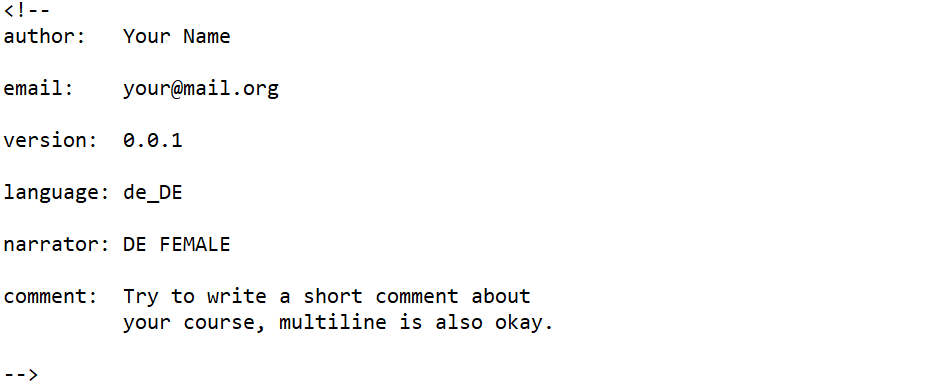 <!--
author:   Your Name
email:    your@mail.org
version:  0.0.1
language: de_DE
narrator: DE FEMALE
comment:  Try to write a short comment about
          your course, multiline is also okay.
-->